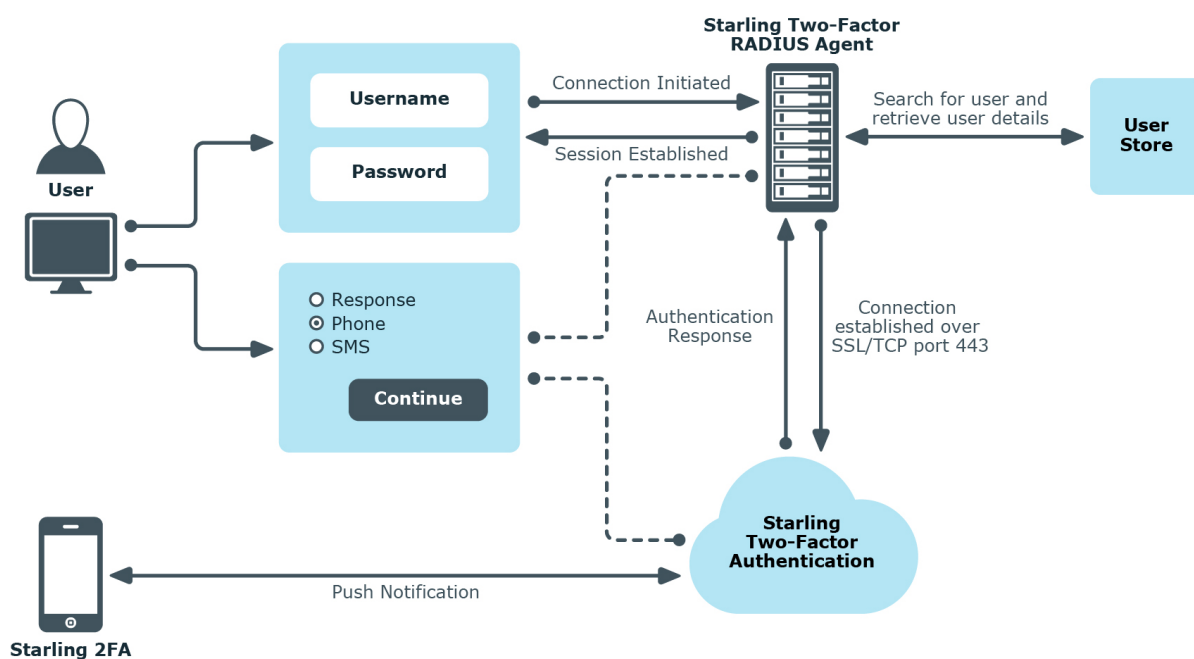 Starling Two-Factor
RADIUS Agent
Username
Password
Connection Initiated
Session Established
Search for user and
retrieve user details
User
Store
User
Response
Phone
SMS
Continue
Authentication
Response
Connection
established over
SSL/TCP port 443
Starling
Two-Factor
Authentication
Push Notification
Starling 2FA